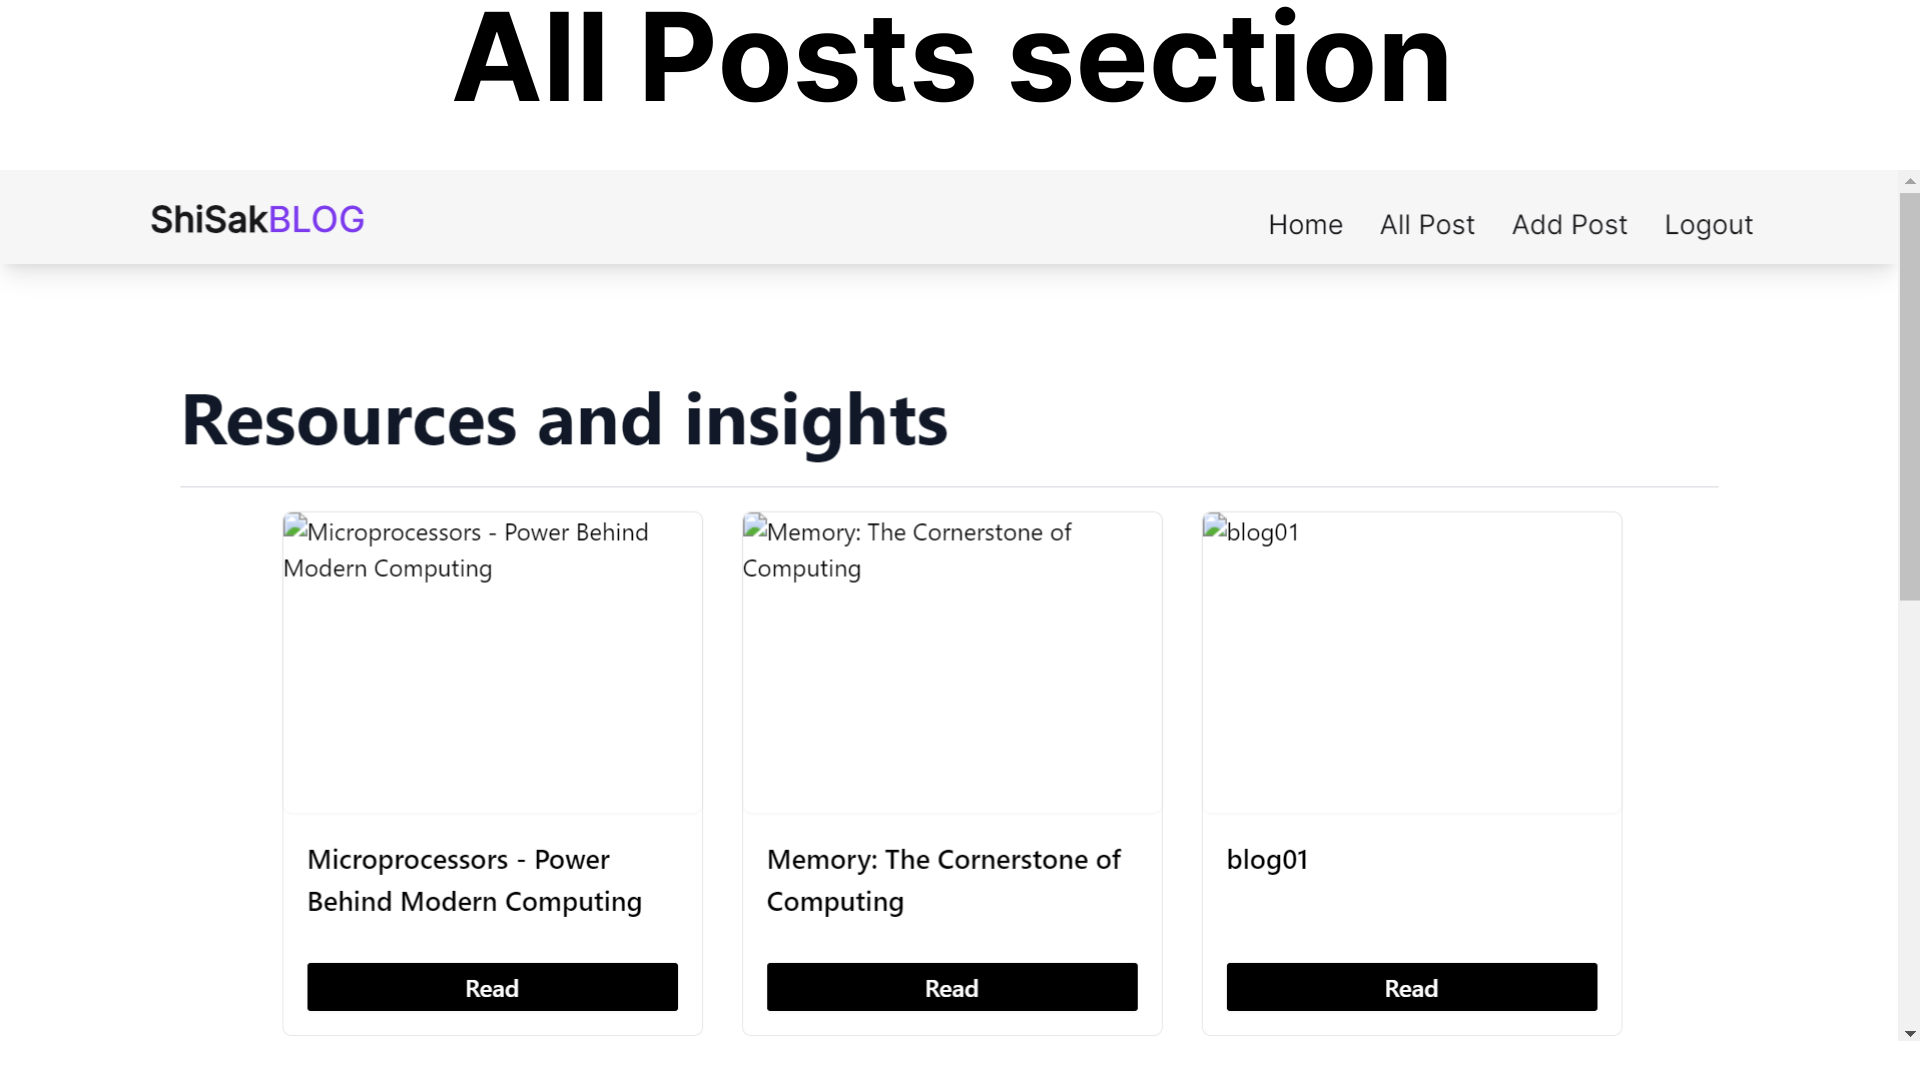 All Posts section
ShiSakBLOG
Home All Post Add Post Logout
Resources and insights
Microprocessors - Power Behind
Modern Computing
Memory: The Cornerstone of
Computing
blog01
Microprocessors - Power
Behind Modern Computing
Read
Memory: The Cornerstone of
Computing
Read
blog01
Read